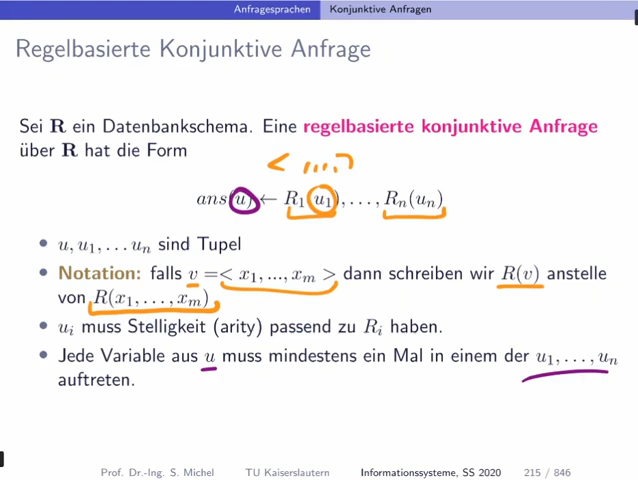 Anfragesprachen Konjunktive Anfragen
Regelbasierte Konjunktive Anfrage
Sei R ein Datenbankschema. Eine regelbasierte konjunktive Anfrage
über R hat die Form
< ....>
ans(u) ← R₁(u₁), . . . , Rₙ(uₙ)
• u, u₁, . . . uₙ sind Tupel
• Notation: falls v =< x₁, ..., xₘ > dann schreiben wir R(v) anstelle
von R(x₁, . . . , xₘ)
• uᵢ muss Stelligkeit (arity) passend zu Rᵢ haben.
• Jede Variable aus u muss mindestens ein Mal in einem der u₁, . . . , uₙ
auftreten.
Prof. Dr.-Ing. S. Michel TU Kaiserslautern Informationssysteme, SS 2020 215 / 846